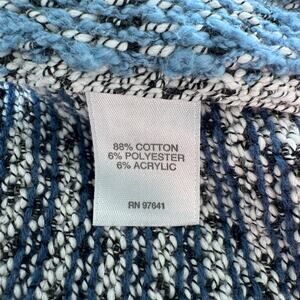 88% COTTON
6% POLYESTER
6% ACRYLIC
RN 97641